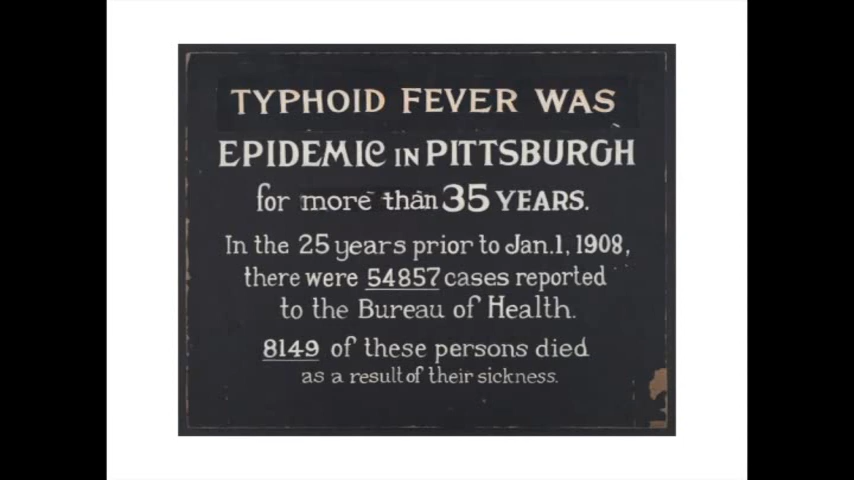 TYPHOID FEVER WAS
EPIDEMIC IN PITTSBURGH
for more than 35 YEARS.
In the 25 years prior to Jan. 1, 1908,
there were 54857 cases reported
to the Bureau of Health.
8149 of these persons died
as a result of their sickness.